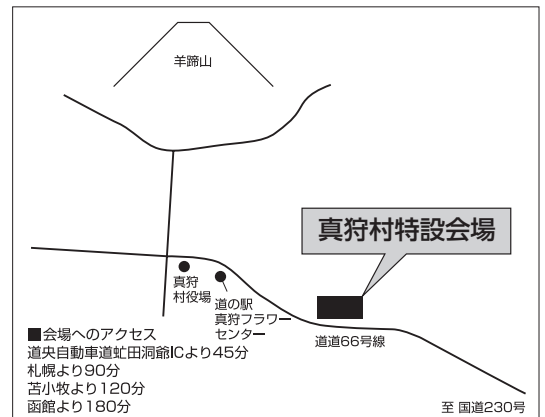 羊蹄山
真狩村特設会場
真狩
村役場
道の駅
真狩フラワー
センター
道道66号線
■会場へのアクセス
道央自動車道虻田洞爺ICより45分
札幌より90分
苫小牧より120分
函館より180分
至 国道230号